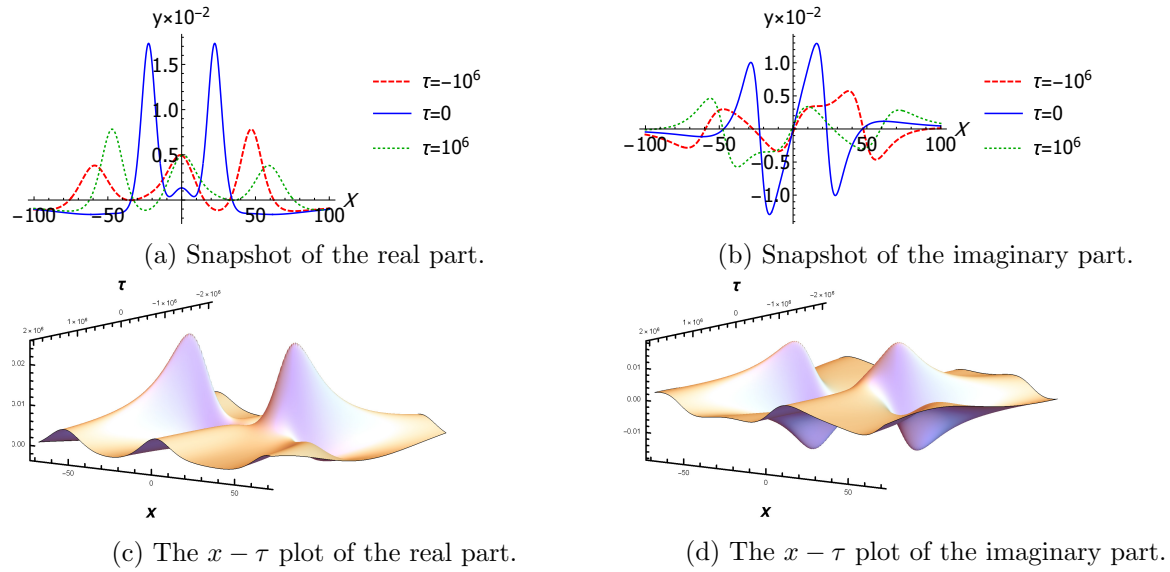 y×10⁻²
1.5
1.0
0.5
−100
−50
50
100
X
τ=−10⁶
τ=0
τ=10⁶
(a) Snapshot of the real part.
y×10⁻²
1.0
0.5
−0.5
−1.0
−100
−50
50
100
X
τ=−10⁶
τ=0
τ=10⁶
(b) Snapshot of the imaginary part.
τ
2×10⁶
1×10⁶
0
−1×10⁶
−2×10⁶
0.02
0.01
0.00
−50
0
50
x
(c) The x − τ plot of the real part.
τ
2×10⁶
1×10⁶
0
−1×10⁶
−2×10⁶
0.01
0.00
−0.01
−50
0
50
x
(d) The x − τ plot of the imaginary part.